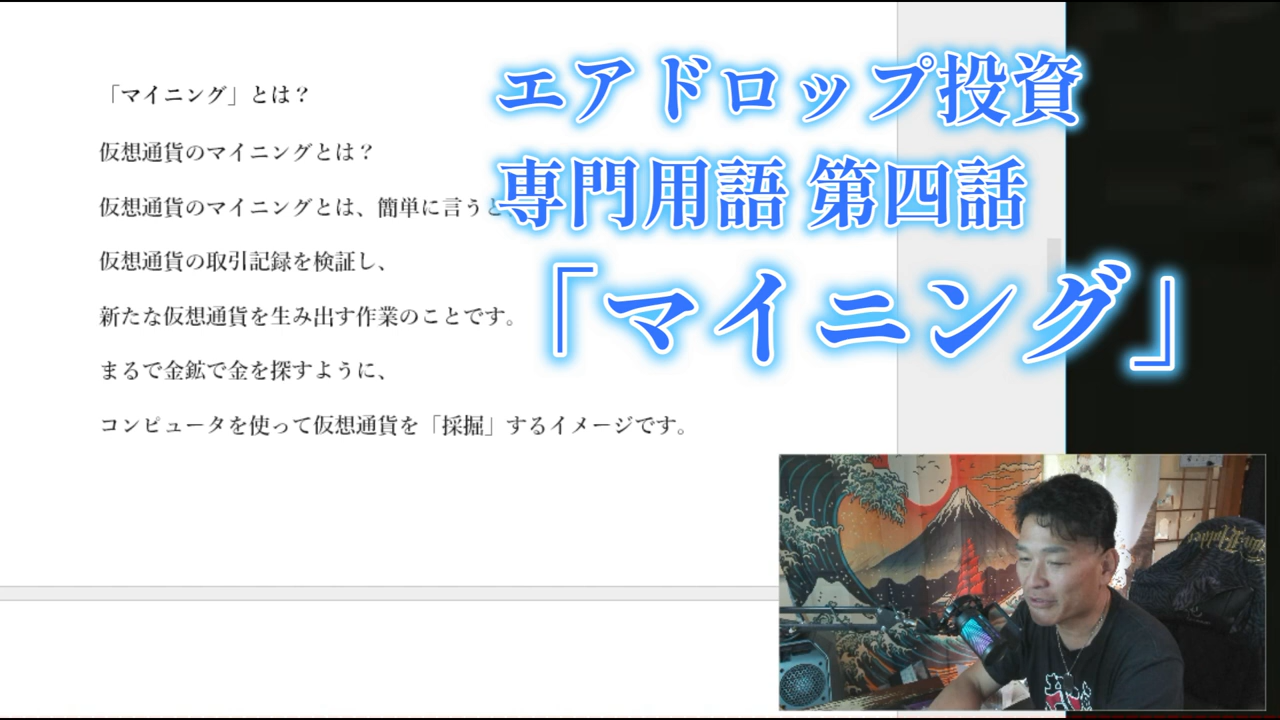 「マイニング」とは？
仮想通貨のマイニングとは？
仮想通貨のマイニングとは、簡単に言うと
仮想通貨の取引記録を検証し、
新たな仮想通貨を生み出す作業のことです。
まるで金鉱で金を探すように、
コンピュータを使って仮想通貨を「採掘」するイメージです。
エアドロップ投資
専門用語 第四話
「マイニング」